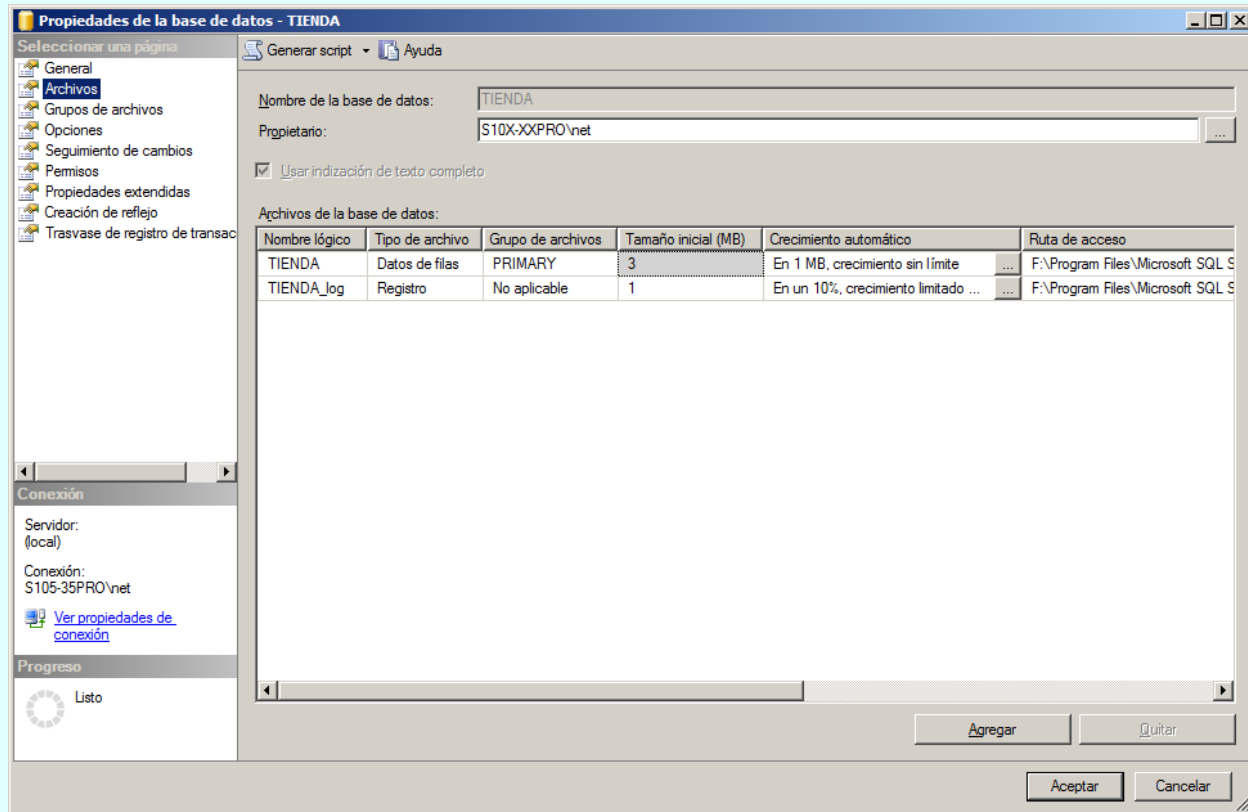 Propiedades de la base de datos - TIENDA
Seleccionar una página
General
Archivos
Grupos de archivos
Opciones
Seguimiento de cambios
Permisos
Propiedades extendidas
Creación de reflejo
Trasvase de registro de transac
Generar script
Ayuda
Nombre de la base de datos: TIENDA
Propietario: S10X-XXPRO\net
...
Usar indización de texto completo
Archivos de la base de datos:
Nombre lógico Tipo de archivo Grupo de archivos Tamaño inicial (MB) Crecimiento automático Ruta de acceso
TIENDA Datos de filas PRIMARY 3 En 1 MB, crecimiento sin límite ... F:\Program Files\Microsoft SQL S
TIENDA_log Registro No aplicable 1 En un 10%, crecimiento limitado ... ... F:\Program Files\Microsoft SQL S
Conexión
Servidor:
(local)
Conexión:
S105-35PRO\net
Ver propiedades de
conexión
Progreso
Listo
Agregar Quitar
Aceptar Cancelar